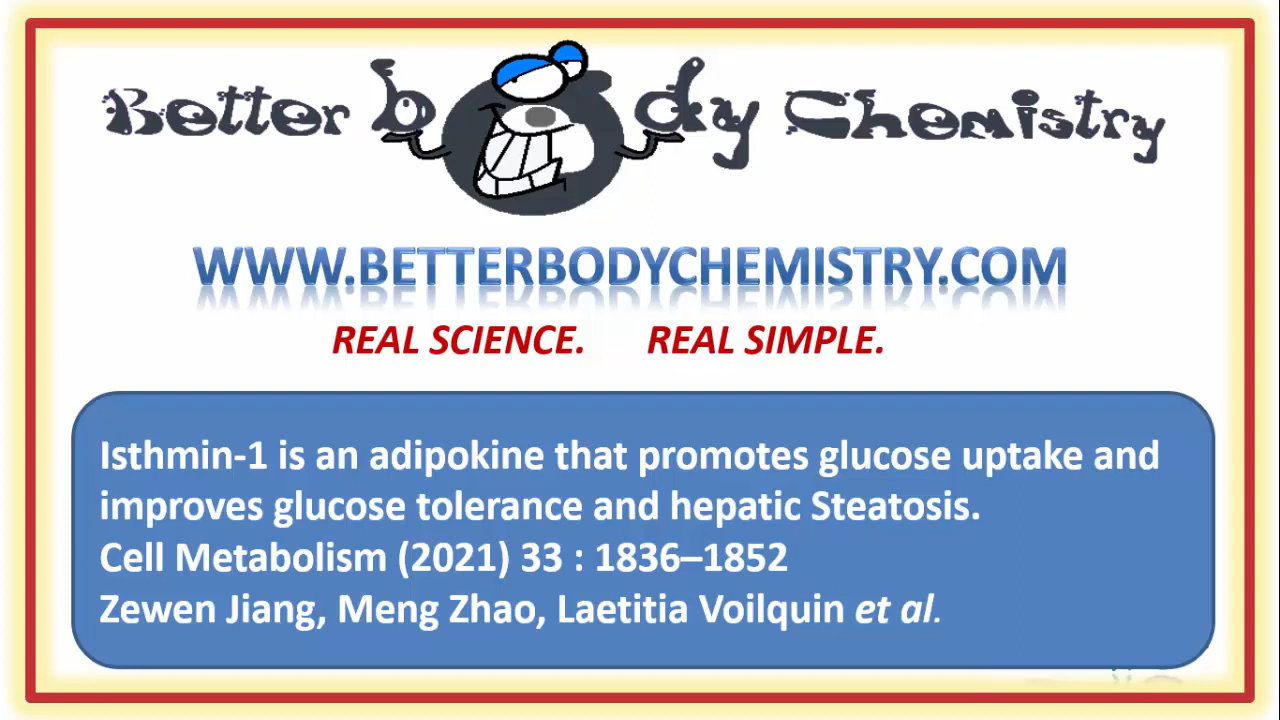 Better body Chemistry
WWW.BETTERBODYCHEMISTRY.COM
REAL SCIENCE. REAL SIMPLE.
Isthmin-1 is an adipokine that promotes glucose uptake and
improves glucose tolerance and hepatic Steatosis.
Cell Metabolism (2021) 33 : 1836–1852
Zewen Jiang, Meng Zhao, Laetitia Voilquin et al.